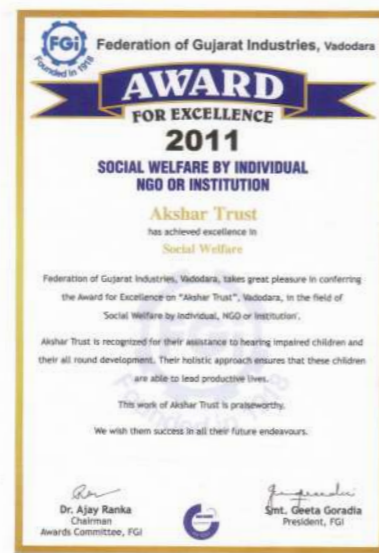 FGi
Founded in 1918
Federation of Gujarat Industries, Vadodara
AWARD
FOR EXCELLENCE
2011
SOCIAL WELFARE BY INDIVIDUAL
NGO OR INSTITUTION
Akshar Trust
has achieved excellence in
Social Welfare
Federation of Gujarat Industries, Vadodara, takes great pleasure in conferring
the Award for Excellence on "Akshar Trust", Vadodara, in the field of
'Social Welfare by Individual, NGO or Institution'.
Akshar Trust is recognized for their assistance to hearing impaired children and
their all round development. Their holistic approach ensures that these children
are able to lead productive lives.
This work of Akshar Trust is praiseworthy.
We wish them success in all their future endeavours.
Dr. Ajay Ranka
Chairman
Awards Committee, FGI
Smt. Geeta Goradia
President, FGI